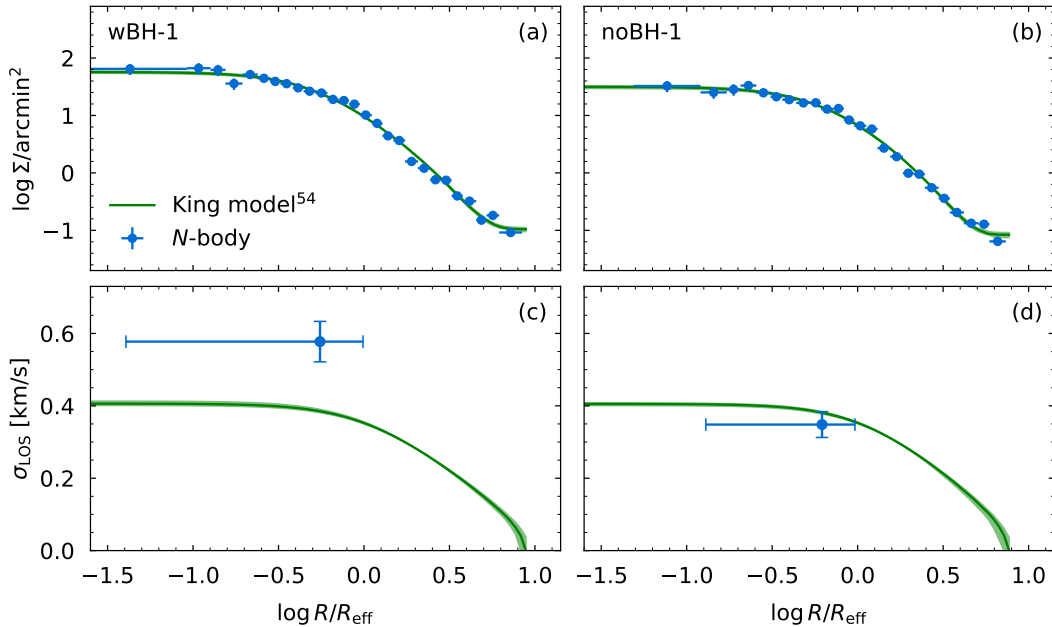 wBH-1
(a)
noBH-1
(b)
log Σ/arcmin²
2
1
0
−1
King model⁵⁴
N-body
(c)
(d)
σLOS [km/s]
0.6
0.4
0.2
0.0
−1.5 −1.0 −0.5 0.0 0.5 1.0
−1.5 −1.0 −0.5 0.0 0.5 1.0
log R/Reff
log R/Reff